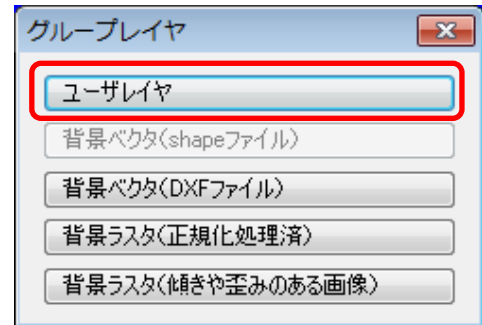 グループレイヤ
ユーザレイヤ
背景ベクタ(shapeファイル)
背景ベクタ(DXFファイル)
背景ラスタ(正規化処理済)
背景ラスタ(傾きや歪みのある画像)